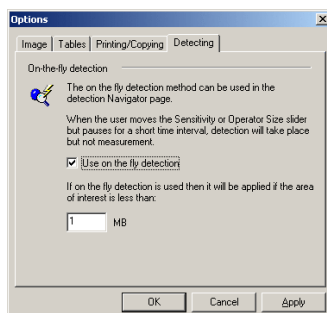 Options
Image Tables Printing/Copying Detecting
On-the-fly detection
The on the fly detection method can be used in the
detection Navigator page.
When the user moves the Sensitivity or Operator Size slider
but pauses for a short time interval, detection will take place
but not measurement.
Use on the fly detection
If on the fly detection is used then it will be applied if the area
of interest is less than:
1 MB
OK Cancel Apply